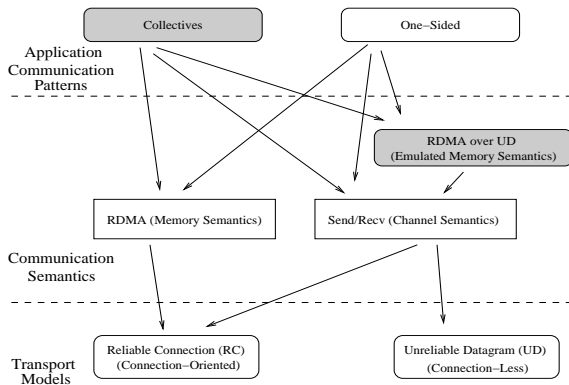 Collectives
One−Sided
Application
Communication
Patterns
RDMA over UD
(Emulated Memory Semantics)
RDMA (Memory Semantics)
Send/Recv (Channel Semantics)
Communication
Semantics
Reliable Connection (RC)
(Connection−Oriented)
Unreliable Datagram (UD)
(Connection−Less)
Transport
Models